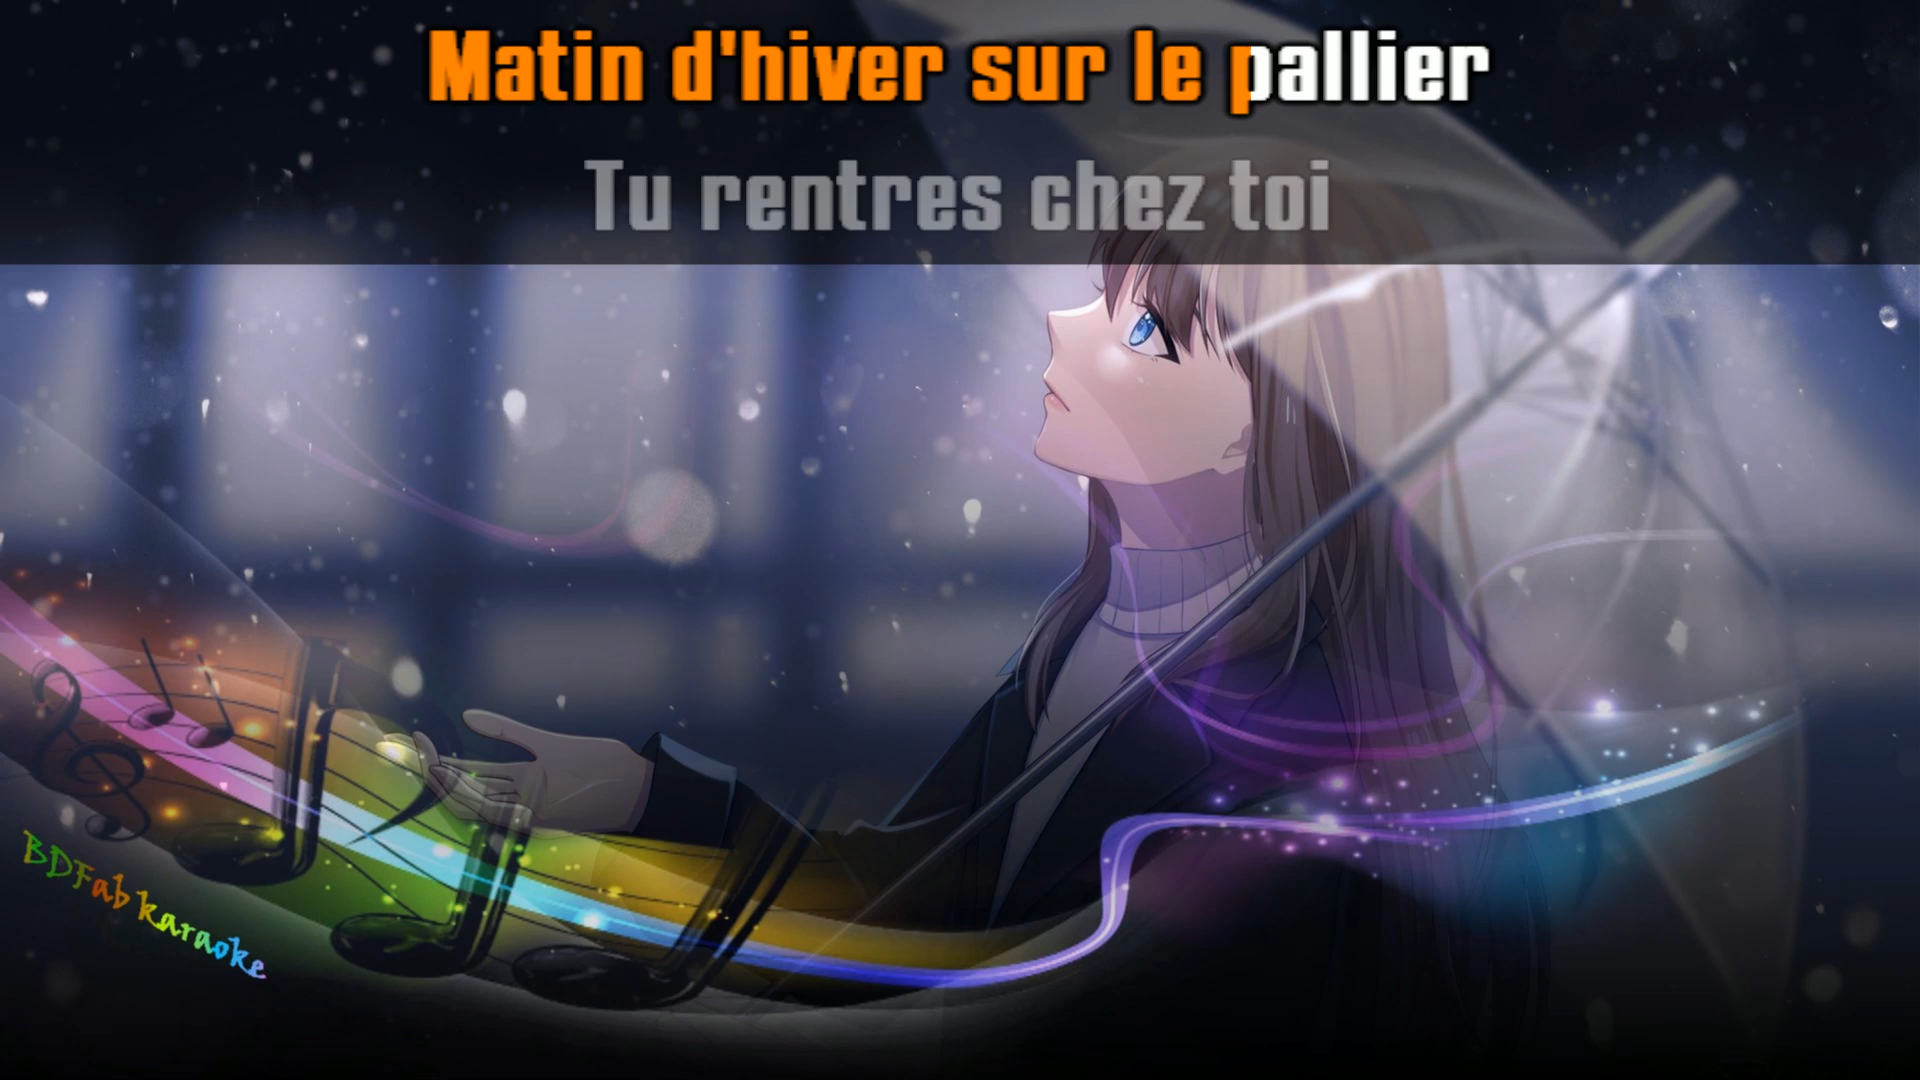 Matin d'hiver sur le pallier
Tu rentres chez toi
BDFab karaoke